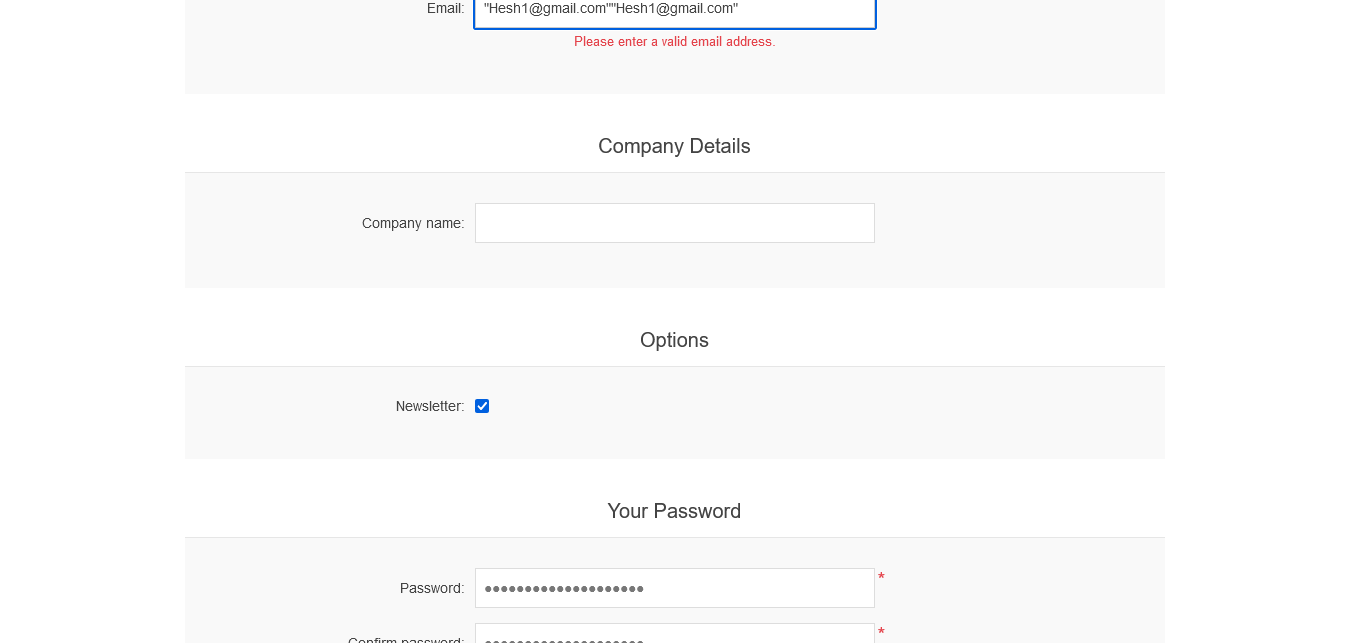 Email: "Hesh1@gmail.com""Hesh1@gmail.com"
Please enter a valid email address.
Company Details
Company name:
Options
Newsletter:
Your Password
Password: ●●●●●●●●●●●●●●●●●●●● *
Confirm password: ●●●●●●●●●●●●●●●●●●●● *